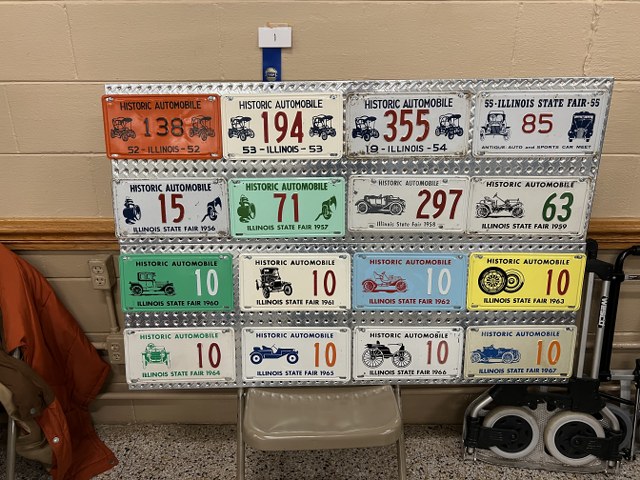 1
HISTORIC AUTOMOBILE
138
52 - ILLINOIS - 52
HISTORIC AUTOMOBILE
194
53 - ILLINOIS - 53
HISTORIC AUTOMOBILE
355
19 - ILLINOIS - 54
55-ILLINOIS STATE FAIR-55
85
ANTIQUE AUTO and SPORTS CAR MEET
HISTORIC AUTOMOBILE
15
ILLINOIS STATE FAIR 1956
HISTORIC AUTOMOBILE
71
ILLINOIS STATE FAIR 1957
HISTORIC AUTOMOBILE
297
Illinois State Fair 1958
HISTORIC AUTOMOBILE
63
ILLINOIS STATE FAIR 1959
HISTORIC AUTOMOBILE
10
ILLINOIS STATE FAIR 1960
HISTORIC AUTOMOBILE
10
ILLINOIS STATE FAIR 1961
HISTORIC AUTOMOBILE
10
ILLINOIS STATE FAIR 1962
HISTORIC AUTOMOBILE
10
ILLINOIS STATE FAIR 1963
HISTORIC AUTOMOBILE
10
ILLINOIS STATE FAIR 1964
HISTORIC AUTOMOBILE
10
ILLINOIS STATE FAIR 1965
HISTORIC AUTOMOBILE
10
ILLINOIS STATE FAIR 1966
HISTORIC AUTOMOBILE
10
ILLINOIS STATE FAIR 1967